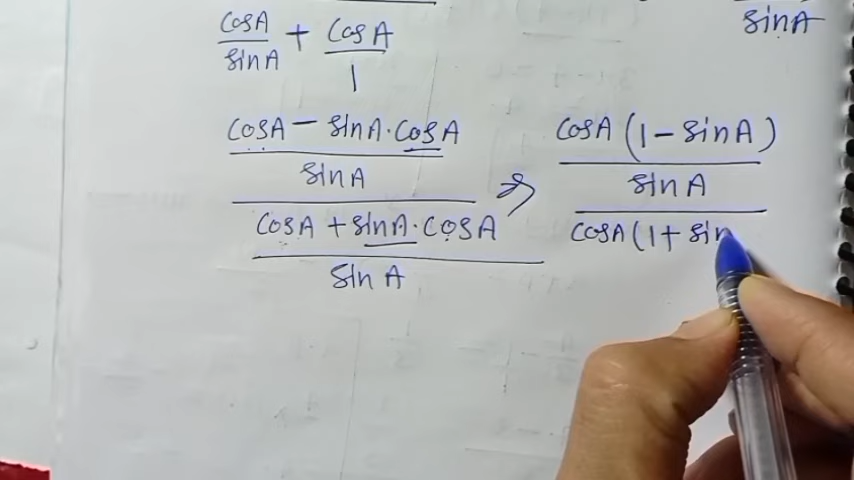 cosA/sinA + cosA/1
sinA
cosA − sinA·cosA / sinA
cosA + sinA·cosA / sinA
⇒ cosA (1 − sinA) / sinA
cosA (1 + sin